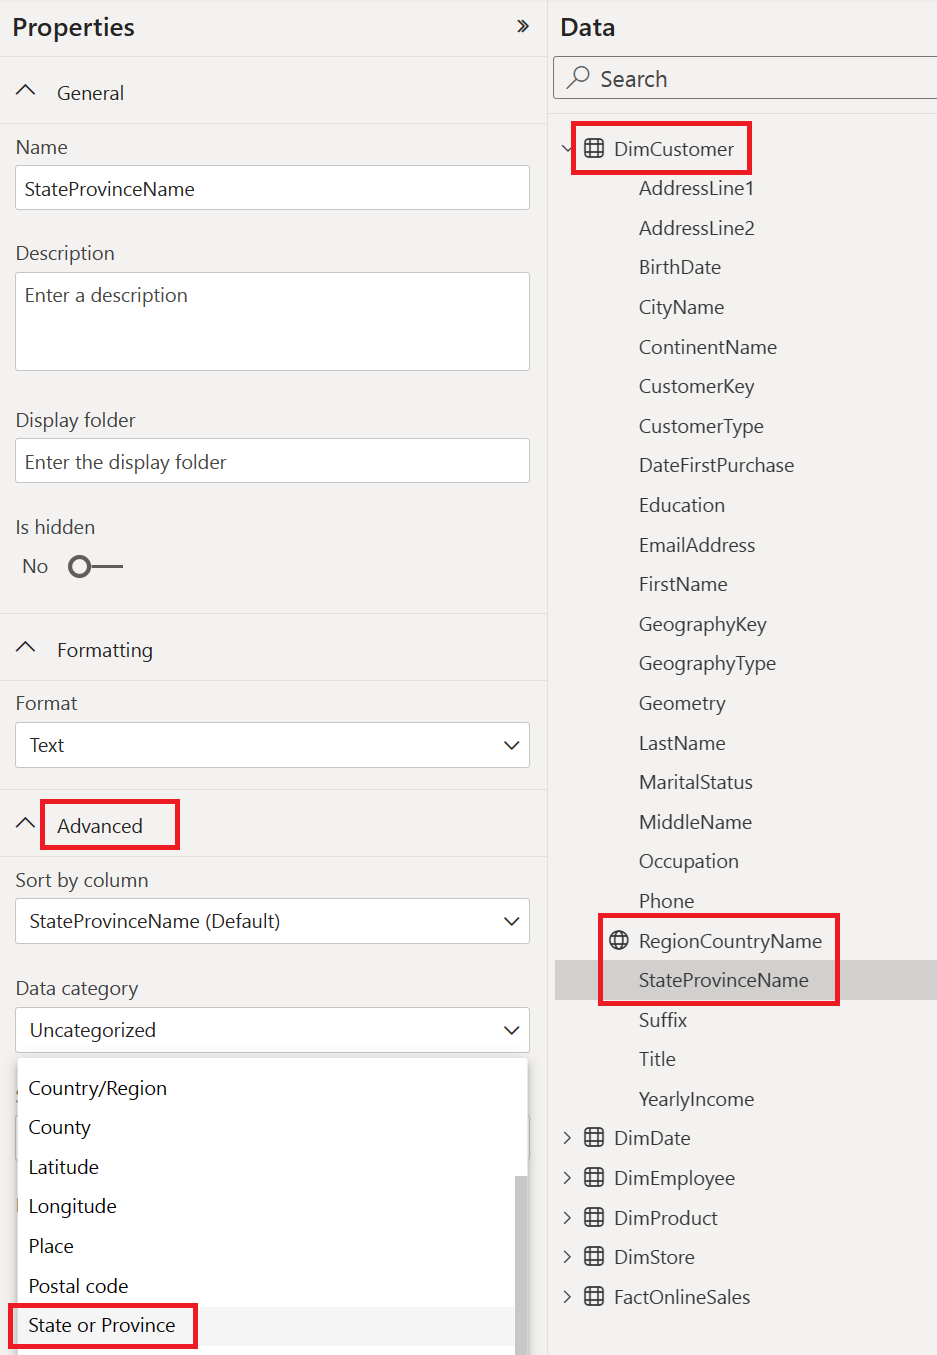 Properties
General
Name
StateProvinceName
Description
Enter a description
Display folder
Enter the display folder
Is hidden
No
Formatting
Format
Text
Advanced
Sort by column
StateProvinceName (Default)
Data category
Uncategorized
Country/Region
County
Latitude
Longitude
Place
Postal code
State or Province
Data
Search
DimCustomer
AddressLine1
AddressLine2
BirthDate
CityName
ContinentName
CustomerKey
CustomerType
DateFirstPurchase
Education
EmailAddress
FirstName
GeographyKey
GeographyType
Geometry
LastName
MaritalStatus
MiddleName
Occupation
Phone
RegionCountryName
StateProvinceName
Suffix
Title
YearlyIncome
DimDate
DimEmployee
DimProduct
DimStore
FactOnlineSales